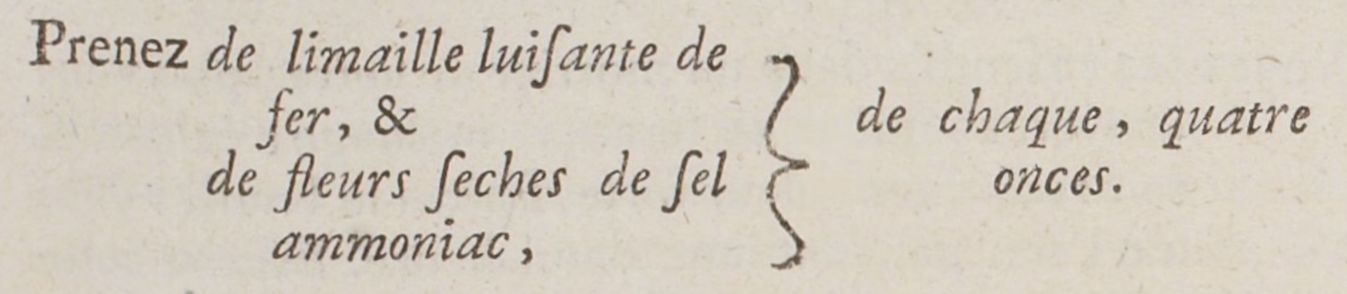 Prenez de limaille luiſante de
fer, &
de fleurs ſeches de ſel
ammoniac,
de chaque, quatre
onces.